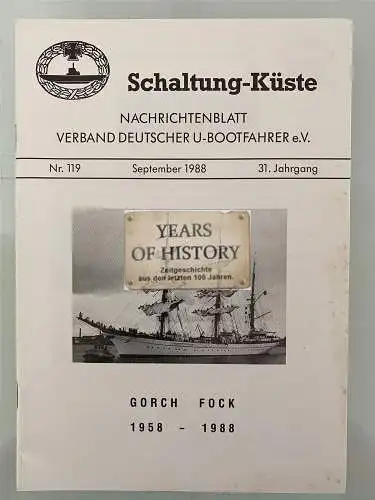 Schaltung-Küste
NACHRICHTENBLATT
VERBAND DEUTSCHER U-BOOTFAHRER e.V.
Nr. 119 September 1988 31. Jahrgang
YEARS
OF HISTORY
Zeitgeschichte
aus den letzten 100 Jahren.
GORCH FOCK
1958 - 1988